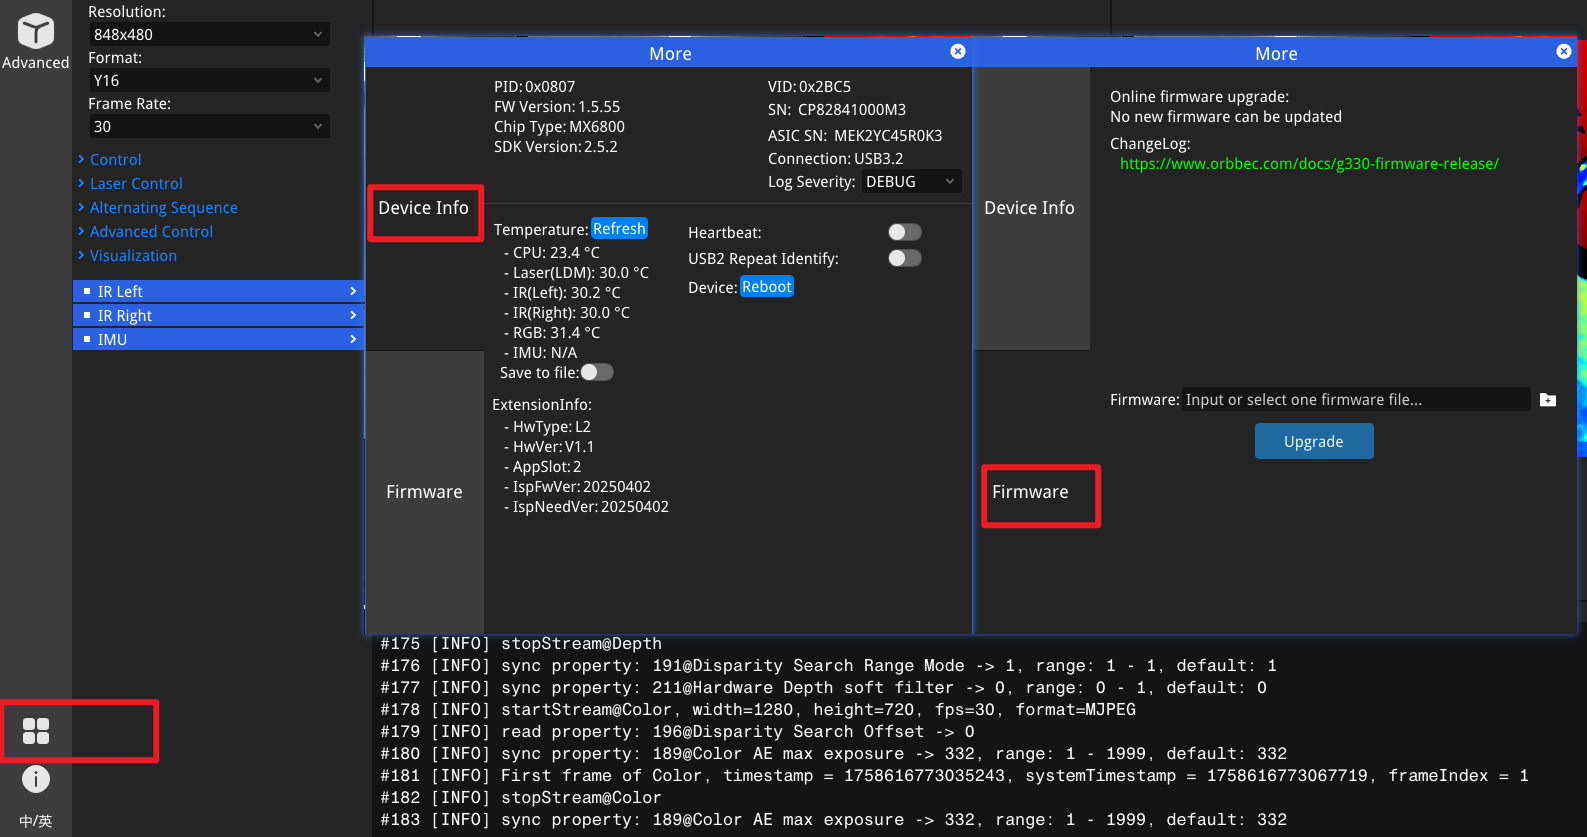 Advanced
Resolution:
848x480
Format:
Y16
Frame Rate:
30
Control
Laser Control
Alternating Sequence
Advanced Control
Visualization
IR Left
IR Right
IMU
中/英
More
Device Info
Firmware
PID: 0x0807
FW Version: 1.5.55
Chip Type: MX6800
SDK Version: 2.5.2
VID: 0x2BC5
SN: CP82841000M3
ASIC SN: MEK2YC45R0K3
Connection: USB3.2
Log Severity: DEBUG
Temperature: Refresh
- CPU: 23.4 °C
- Laser(LDM): 30.0 °C
- IR(Left): 30.2 °C
- IR(Right): 30.0 °C
- RGB: 31.4 °C
- IMU: N/A
Save to file:
Heartbeat:
USB2 Repeat Identify:
Device: Reboot
ExtensionInfo:
- HwType: L2
- HwVer: V1.1
- AppSlot: 2
- IspFwVer: 20250402
- IspNeedVer: 20250402
More
Device Info
Firmware
Online firmware upgrade:
No new firmware can be updated
ChangeLog:
https://www.orbbec.com/docs/g330-firmware-release/
Firmware: Input or select one firmware file...
Upgrade
#175 [INFO] stopStream@Depth
#176 [INFO] sync property: 191@Disparity Search Range Mode -> 1, range: 1 - 1, default: 1
#177 [INFO] sync property: 211@Hardware Depth soft filter -> 0, range: 0 - 1, default: 0
#178 [INFO] startStream@Color, width=1280, height=720, fps=30, format=MJPEG
#179 [INFO] read property: 196@Disparity Search Offset -> 0
#180 [INFO] sync property: 189@Color AE max exposure -> 332, range: 1 - 1999, default: 332
#181 [INFO] First frame of Color, timestamp = 1758616773035243, systemTimestamp = 1758616773067719, frameIndex = 1
#182 [INFO] stopStream@Color
#183 [INFO] sync property: 189@Color AE max exposure -> 332, range: 1 - 1999, default: 332